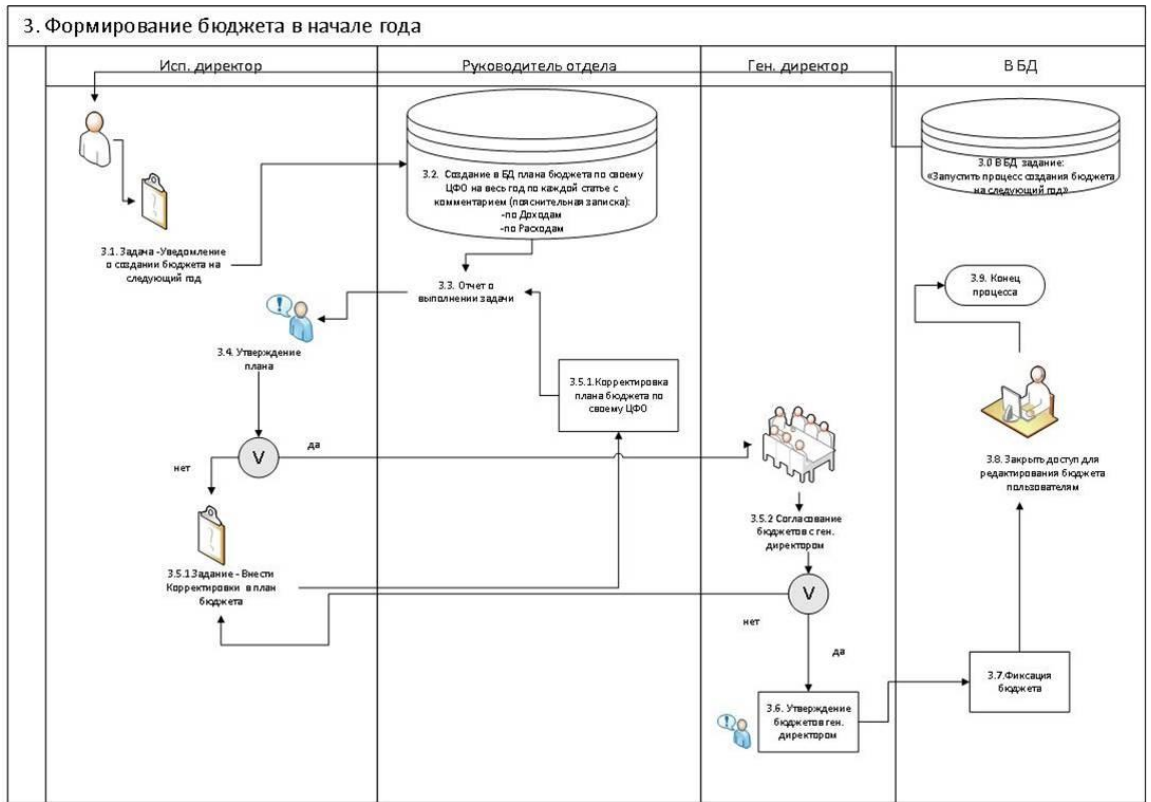 3. Формирование бюджета в начале года
Исп. директор
Руководитель отдела
Ген. директор
В БД
3.1. Задача -Уведомление
о создании бюджета на
следующий год
3.2. Создание в БД плана бюджета по своему
ЦФО на весь год по каждой статье с
комментарием (пояснительная записка):
-по Доходам
-по Расходам
3.0 В БД задание:
«Запустить процесс создания бюджета
на следующий год»
3.3. Отчет о
выполнении задачи
3.9. Конец
процесса
3.4. Утверждение
плана
3.5.1.Корректировка
плана бюджета по
своему ЦФО
V
да
нет
3.8. Закрыть доступ для
редактирования бюджета
пользователям
3.5.2 Согласование
бюджетов с ген.
директором
3.5.1.Задание - Внести
Корректировки в план
бюджета
V
нет
да
3.6. Утверждение
бюджетов ген.
директором
3.7.Фиксация
бюджета